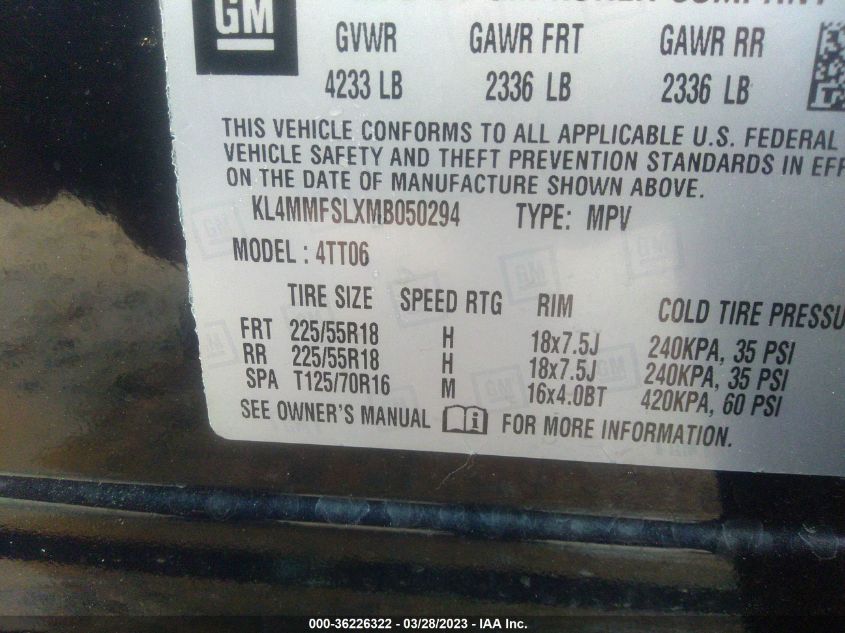 GM
COMPANY
GVWR GAWR FRT GAWR RR
4233 LB 2336 LB 2336 LB
THIS VEHICLE CONFORMS TO ALL APPLICABLE U.S. FEDERAL
VEHICLE SAFETY AND THEFT PREVENTION STANDARDS IN EFF
ON THE DATE OF MANUFACTURE SHOWN ABOVE.
KL4MMFSLXMB050294 TYPE: MPV
MODEL : 4TT06
TIRE SIZE SPEED RTG RIM COLD TIRE PRESSU
FRT 225/55R18 H 18x7.5J 240KPA, 35 PSI
RR 225/55R18 H 18x7.5J 240KPA, 35 PSI
SPA T125/70R16 M 16x4.0BT 420KPA, 60 PSI
SEE OWNER'S MANUAL i FOR MORE INFORMATION.
000-36226322 - 03/28/2023 - IAA Inc.